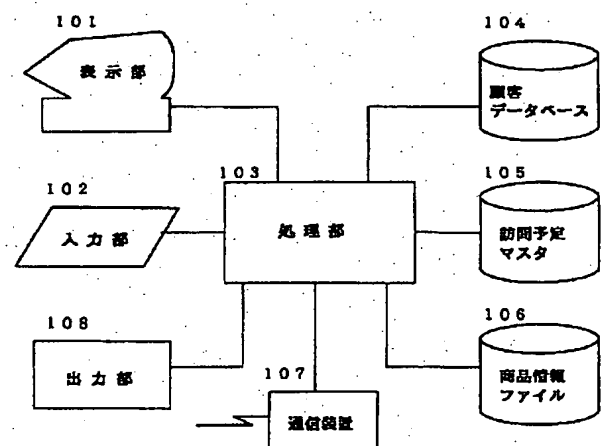 101
表示部
104
顧客
データベース
102
入力部
103
処理部
105
訪問予定
マスタ
108
出力部
107
通信装置
106
商品情報
ファイル